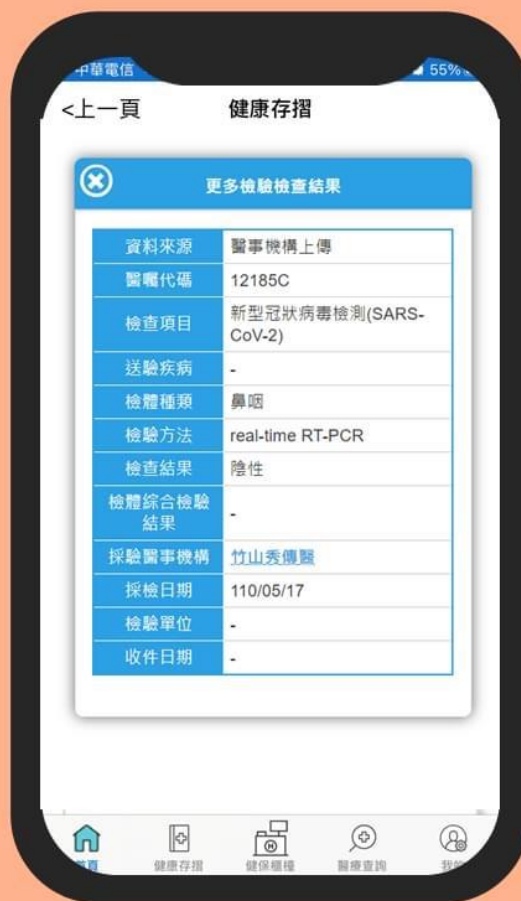 中華電信
55%
<上一頁 健康存摺
更多檢驗檢查結果
資料來源 醫事機構上傳
醫囑代碼 12185C
檢查項目 新型冠狀病毒檢測(SARS-
CoV-2)
送驗疾病 -
檢體種類 鼻咽
檢驗方法 real-time RT-PCR
檢查結果 陰性
檢體綜合檢驗
結果 -
採驗醫事機構 竹山秀傳醫
採檢日期 110/05/17
檢驗單位 -
收件日期 -
首頁 健康存摺 健保櫃檯 醫療查詢 我的